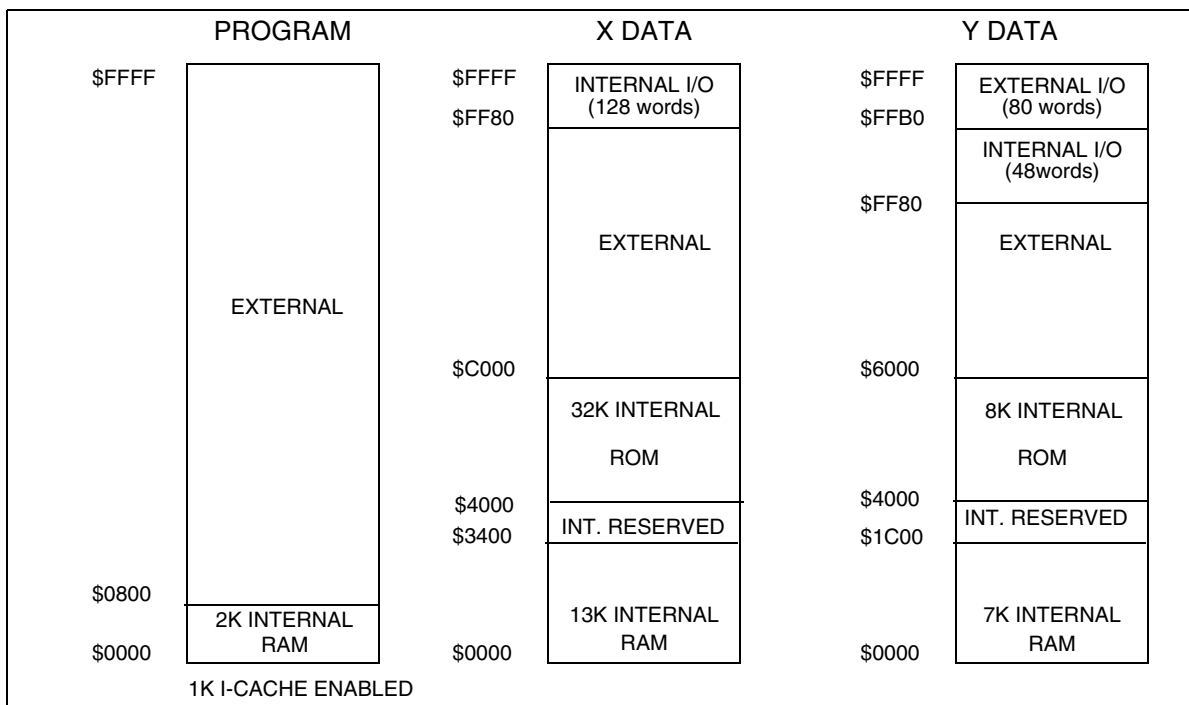 PROGRAM
$FFFF
EXTERNAL
$0800
2K INTERNAL
RAM
$0000
1K I-CACHE ENABLED
X DATA
$FFFF
INTERNAL I/O
(128 words)
$FF80
EXTERNAL
$C000
32K INTERNAL
ROM
$4000
INT. RESERVED
$3400
13K INTERNAL
RAM
$0000
Y DATA
$FFFF
EXTERNAL I/O
(80 words)
$FFB0
INTERNAL I/O
(48words)
$FF80
EXTERNAL
$6000
8K INTERNAL
ROM
$4000
INT. RESERVED
$1C00
7K INTERNAL
RAM
$0000